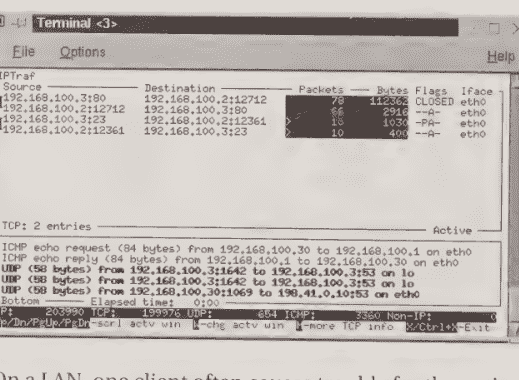 Terminal <3>
File Options Help
IPTraf
Source Destination Packets Bytes Flags Iface
192.168.100.3:80 192.168.100.2:12712 78 112362 CLOSED eth0
192.168.100.2:12712 192.168.100.3:80 66 2916 --A- eth0
192.168.100.3:23 192.168.100.2:12361 1030 -PA- eth0
192.168.100.2:12361 192.168.100.3:23 10 400 --A- eth0
TCP: 2 entries Active
ICMP echo request (84 bytes) from 192.168.100.30 to 192.168.100.1 on eth0
ICMP echo reply (84 bytes) from 192.168.100.1 to 192.168.100.30 on eth0
UDP (58 bytes) from 192.168.100.3:1642 to 192.168.100.3:53 on lo
UDP (58 bytes) from 192.168.100.3:1642 to 192.168.100.3:53 on lo
UDP (58 bytes) from 192.168.100.30:1069 to 198.41.0.10:53 on eth0
Bottom Elapsed time: 0:00
P: 203990 TCP: 199976 UDP: 654 ICMP: 3360 Non-IP: 0
Up/Dn/PgUp/PgDn-scrl actv win -chg actv win -more TCP info X/Ctrl+X-Exit